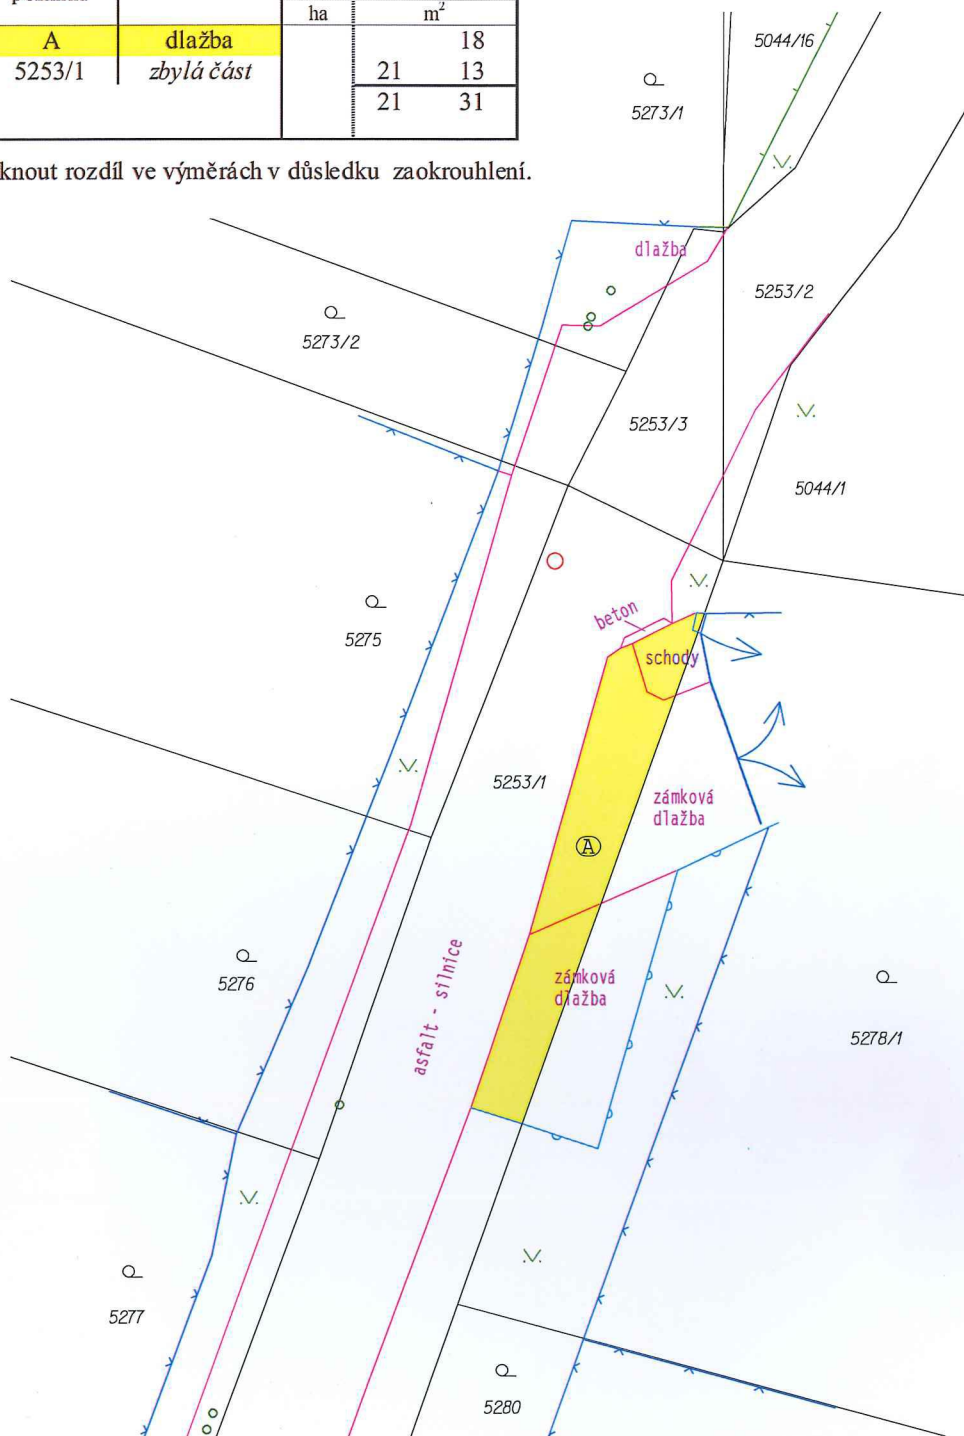 ha m²
A dlažba 18
5253/1 zbylá část 21 13
21 31
knout rozdíl ve výměrách v důsledku zaokrouhlení.
5044/16
5273/1
dlažba
5253/2
5273/2
5253/3
5044/1
beton
5275
schody
5253/1
zámková
dlažba
A
asfalt - silnice
5276
zámková
dlažba
5278/1
5277
5280